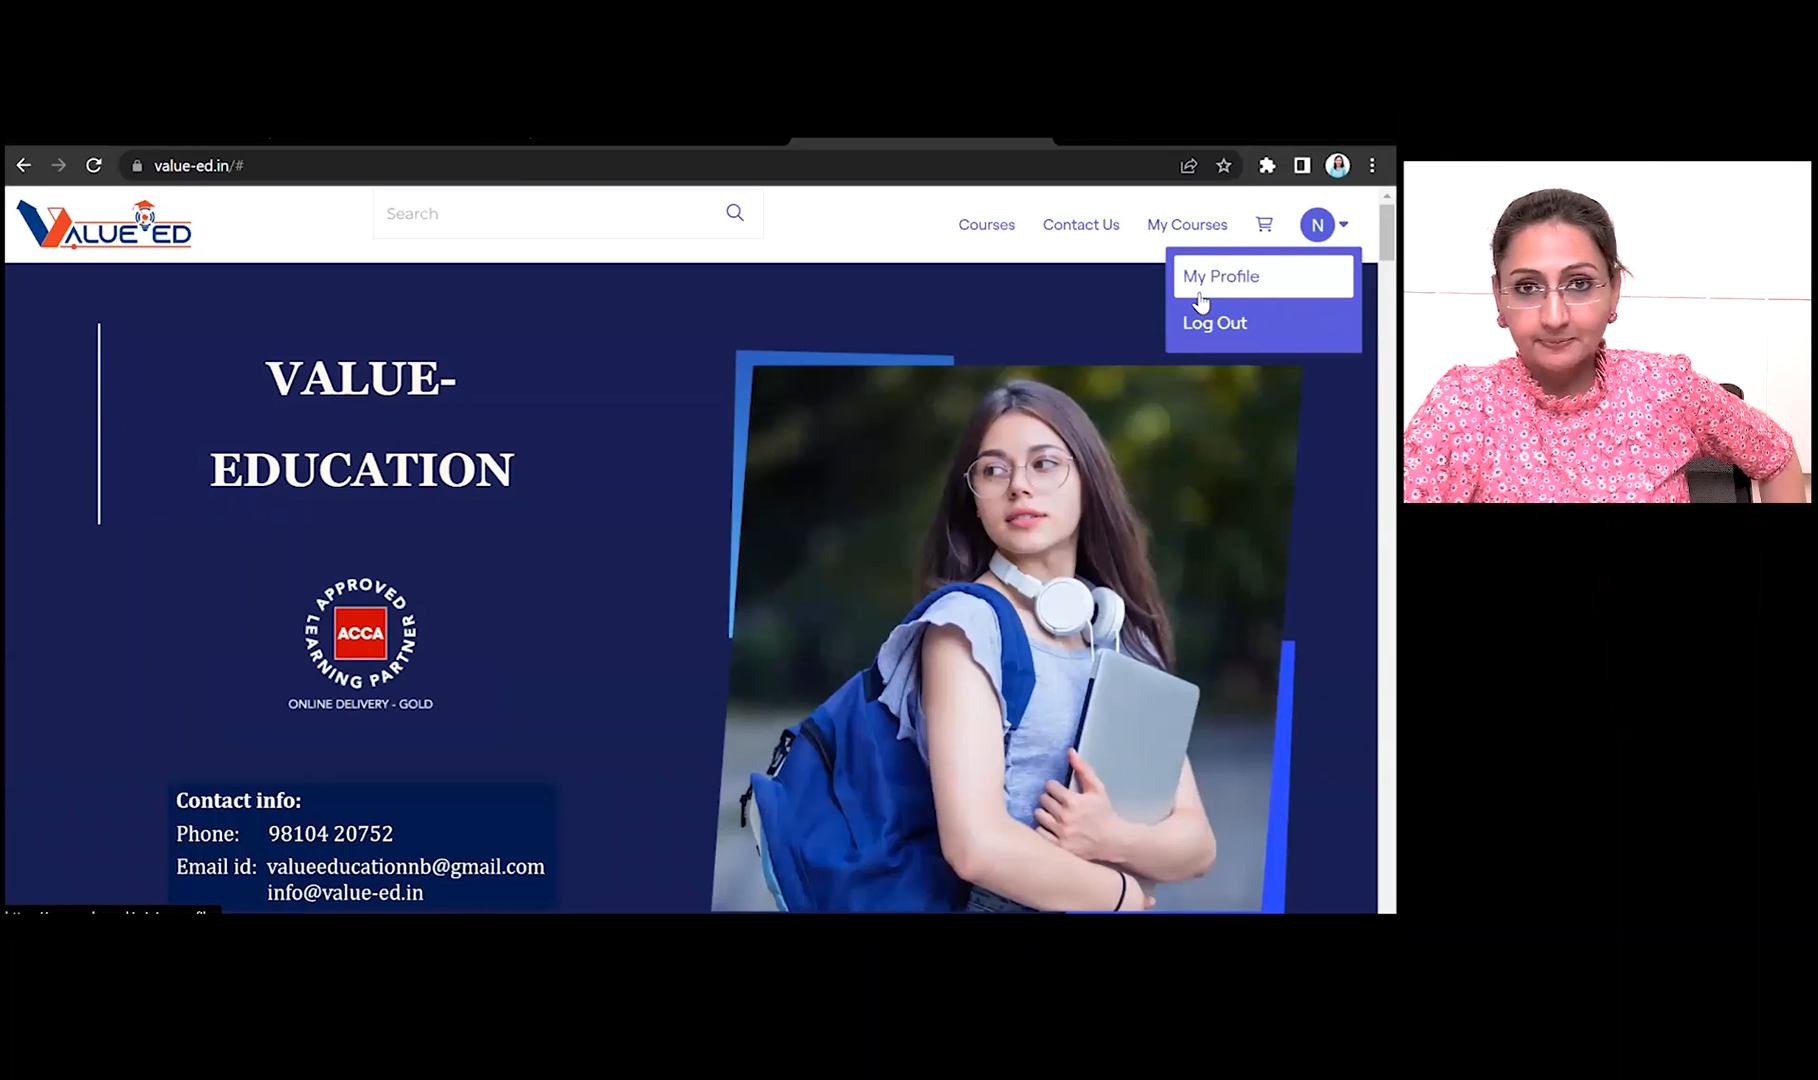 value-ed.in/#
VALUE-ED
Search
Courses
Contact Us
My Courses
N
My Profile
Log Out
VALUE-
EDUCATION
APPROVED
LEARNING PARTNER
ACCA
ONLINE DELIVERY - GOLD
Contact info:
Phone: 98104 20752
Email id: valueeducationnb@gmail.com
info@value-ed.in